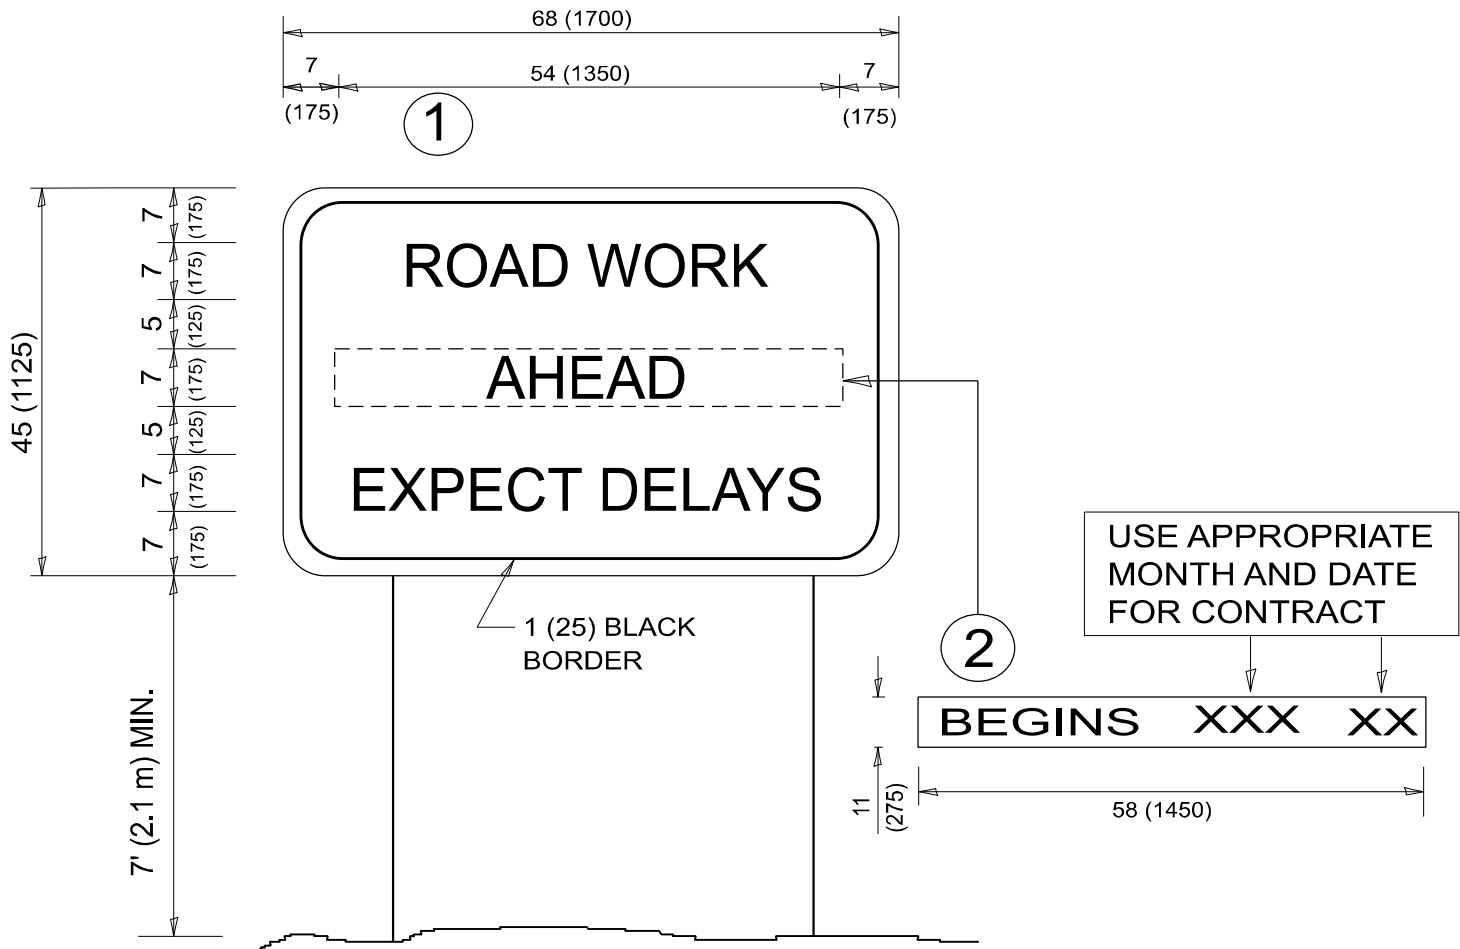 68 (1700)
7 54 (1350) 7
(175) (175)
1
7 (175)
7 (175)
5 (125)
7 (175)
5 (125)
7 (175)
7 (175)
45 (1125)
ROAD WORK
AHEAD
EXPECT DELAYS
1 (25) BLACK
BORDER
7' (2.1 m) MIN.
2
USE APPROPRIATE
MONTH AND DATE
FOR CONTRACT
BEGINS XXX XX
11
(275)
58 (1450)